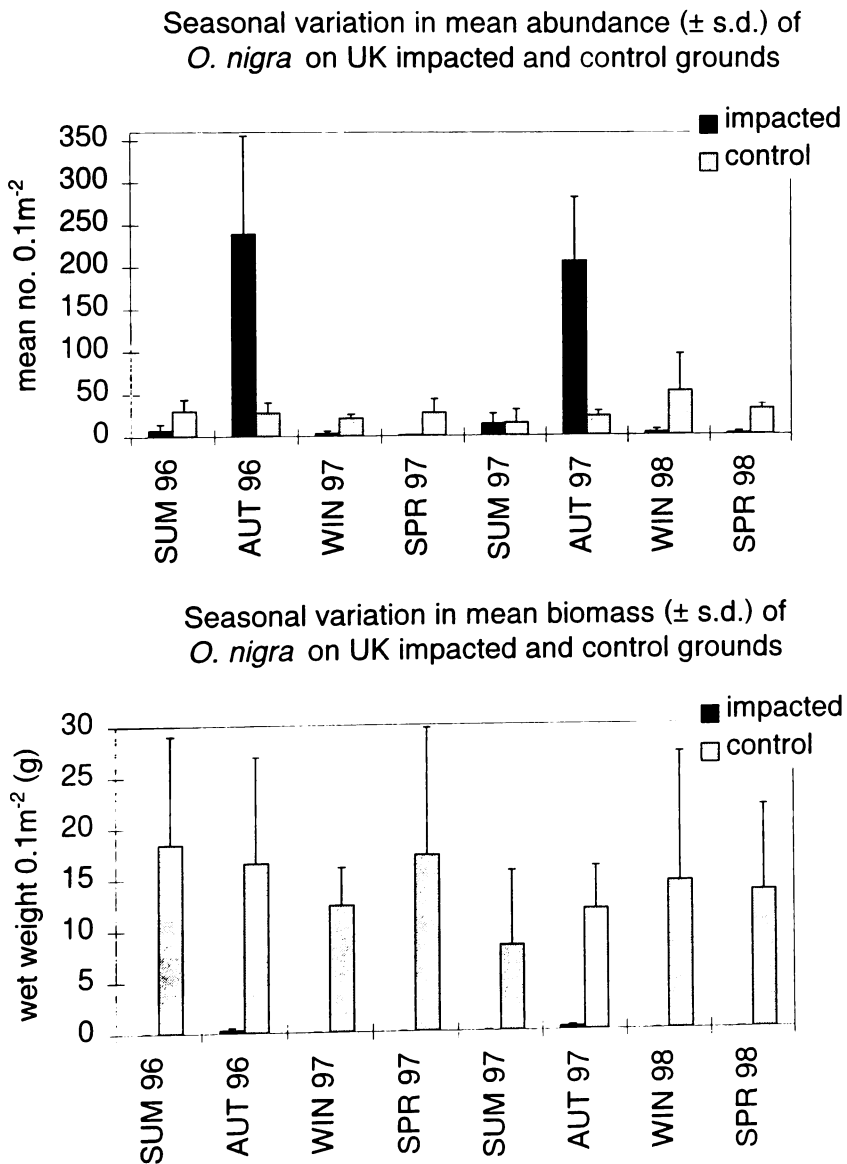 Seasonal variation in mean abundance (± s.d.) of
O. nigra on UK impacted and control grounds
impacted
control
mean no. 0.1m-2
350
300
250
200
150
100
50
0
SUM 96
AUT 96
WIN 97
SPR 97
SUM 97
AUT 97
WIN 98
SPR 98
Seasonal variation in mean biomass (± s.d.) of
O. nigra on UK impacted and control grounds
impacted
control
wet weight 0.1m-2 (g)
30
25
20
15
10
5
0
SUM 96
AUT 96
WIN 97
SPR 97
SUM 97
AUT 97
WIN 98
SPR 98